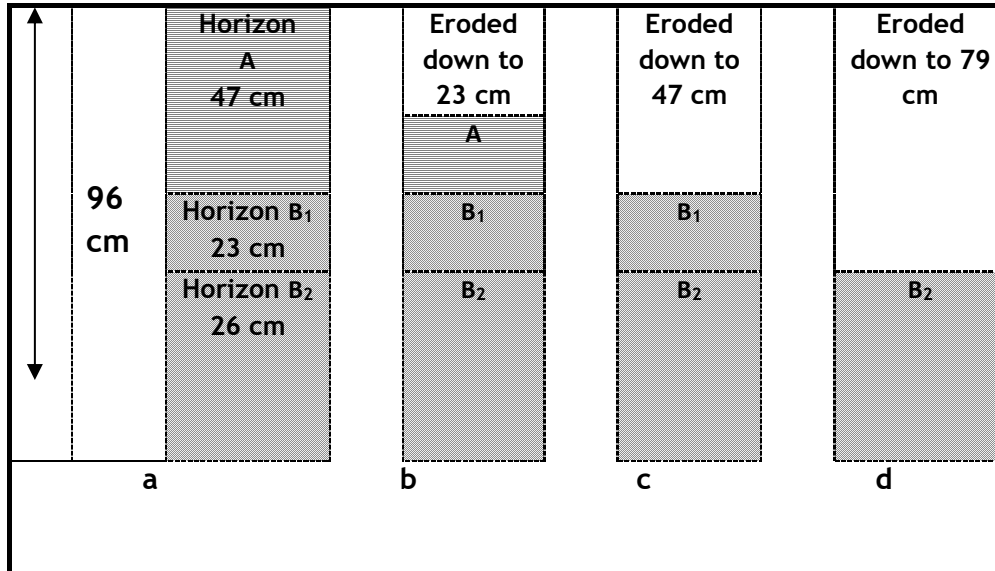 96
cm
Horizon
A
47 cm
Horizon B₁
23 cm
Horizon B₂
26 cm
a
Eroded
down to
23 cm
A
B₁
B₂
b
Eroded
down to
47 cm
B₁
B₂
c
Eroded
down to 79
cm
B₂
d